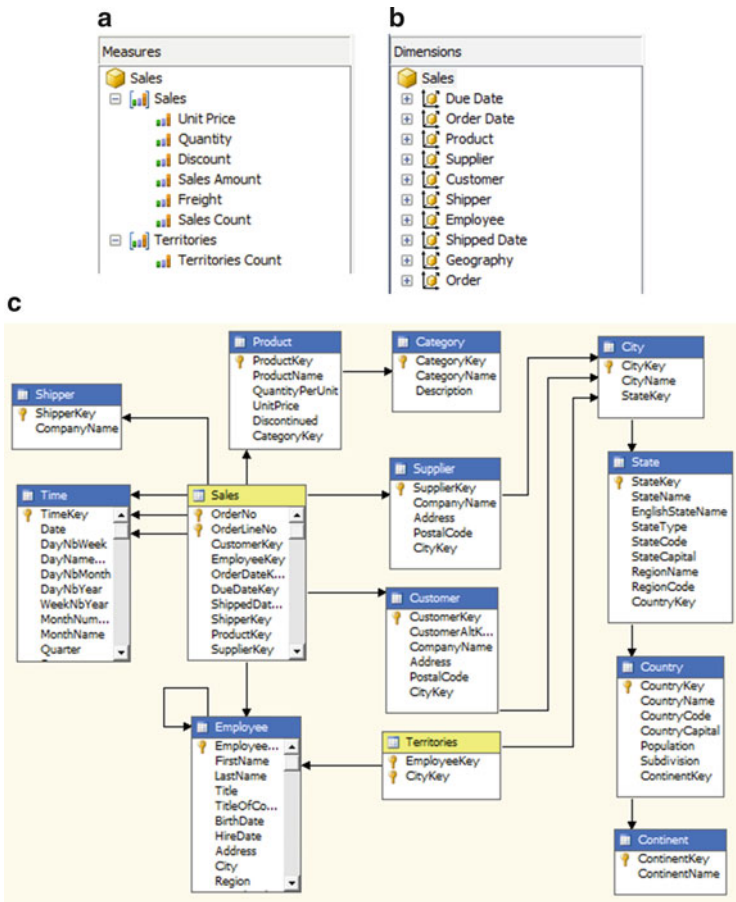 a
Measures
Sales
Sales
Unit Price
Quantity
Discount
Sales Amount
Freight
Sales Count
Territories
Territories Count
b
Dimensions
Sales
Due Date
Order Date
Product
Supplier
Customer
Shipper
Employee
Shipped Date
Geography
Order
c
Product
ProductKey
ProductName
QuantityPerUnit
UnitPrice
Discontinued
CategoryKey
Category
CategoryKey
CategoryName
Description
City
CityKey
CityName
StateKey
Shipper
ShipperKey
CompanyName
Time
TimeKey
Date
DayNbWeek
DayName...
DayNbMonth
DayNbYear
WeekNbYear
MonthNum...
MonthName
Quarter
Sales
OrderNo
OrderLineNo
CustomerKey
EmployeeKey
OrderDateK...
DueDateKey
ShippedDat...
ShipperKey
ProductKey
SupplierKey
Supplier
SupplierKey
CompanyName
Address
PostalCode
CityKey
State
StateKey
StateName
EnglishStateName
StateType
StateCode
StateCapital
RegionName
RegionCode
CountryKey
Customer
CustomerKey
CustomerAltK...
CompanyName
Address
PostalCode
CityKey
Country
CountryKey
CountryName
CountryCode
CountryCapital
Population
Subdivision
ContinentKey
Employee
Employee...
FirstName
LastName
Title
TitleOfCo...
BirthDate
HireDate
Address
City
Region
Territories
EmployeeKey
CityKey
Continent
ContinentKey
ContinentName